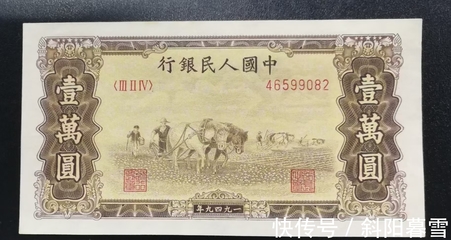 中國人民銀行
〈III II IV〉
46599082
壹萬圓
壹萬圓
一九四九年
快传号 / 斜阳暮雪